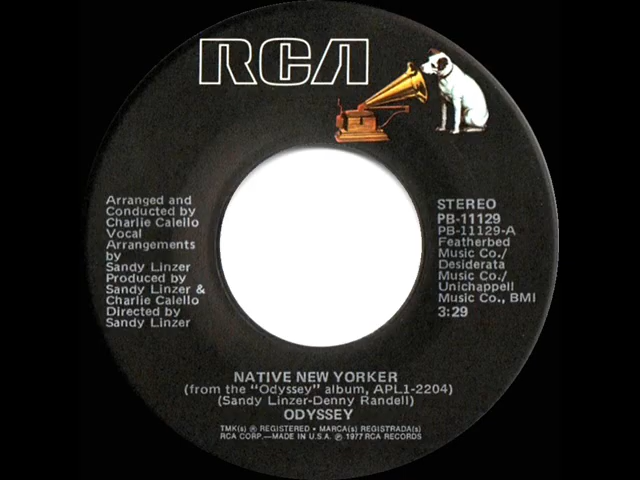 RCA
Arranged and
Conducted by
Charlie Calello
Vocal
Arrangements
by
Sandy Linzer
Produced by
Sandy Linzer &
Charlie Calello
Directed by
Sandy Linzer
STEREO
PB-11129
PB-11129-A
Featherbed
Music Co./
Desiderata
Music Co./
Unichappell
Music Co., BMI
3:29
NATIVE NEW YORKER
(from the "Odyssey" album, APL1-2204)
(Sandy Linzer-Denny Randell)
ODYSSEY
TMK(s) ® REGISTERED • MARCA(s) REGISTRADA(s)
RCA CORP.—MADE IN U.S.A. ℗ 1977 RCA RECORDS